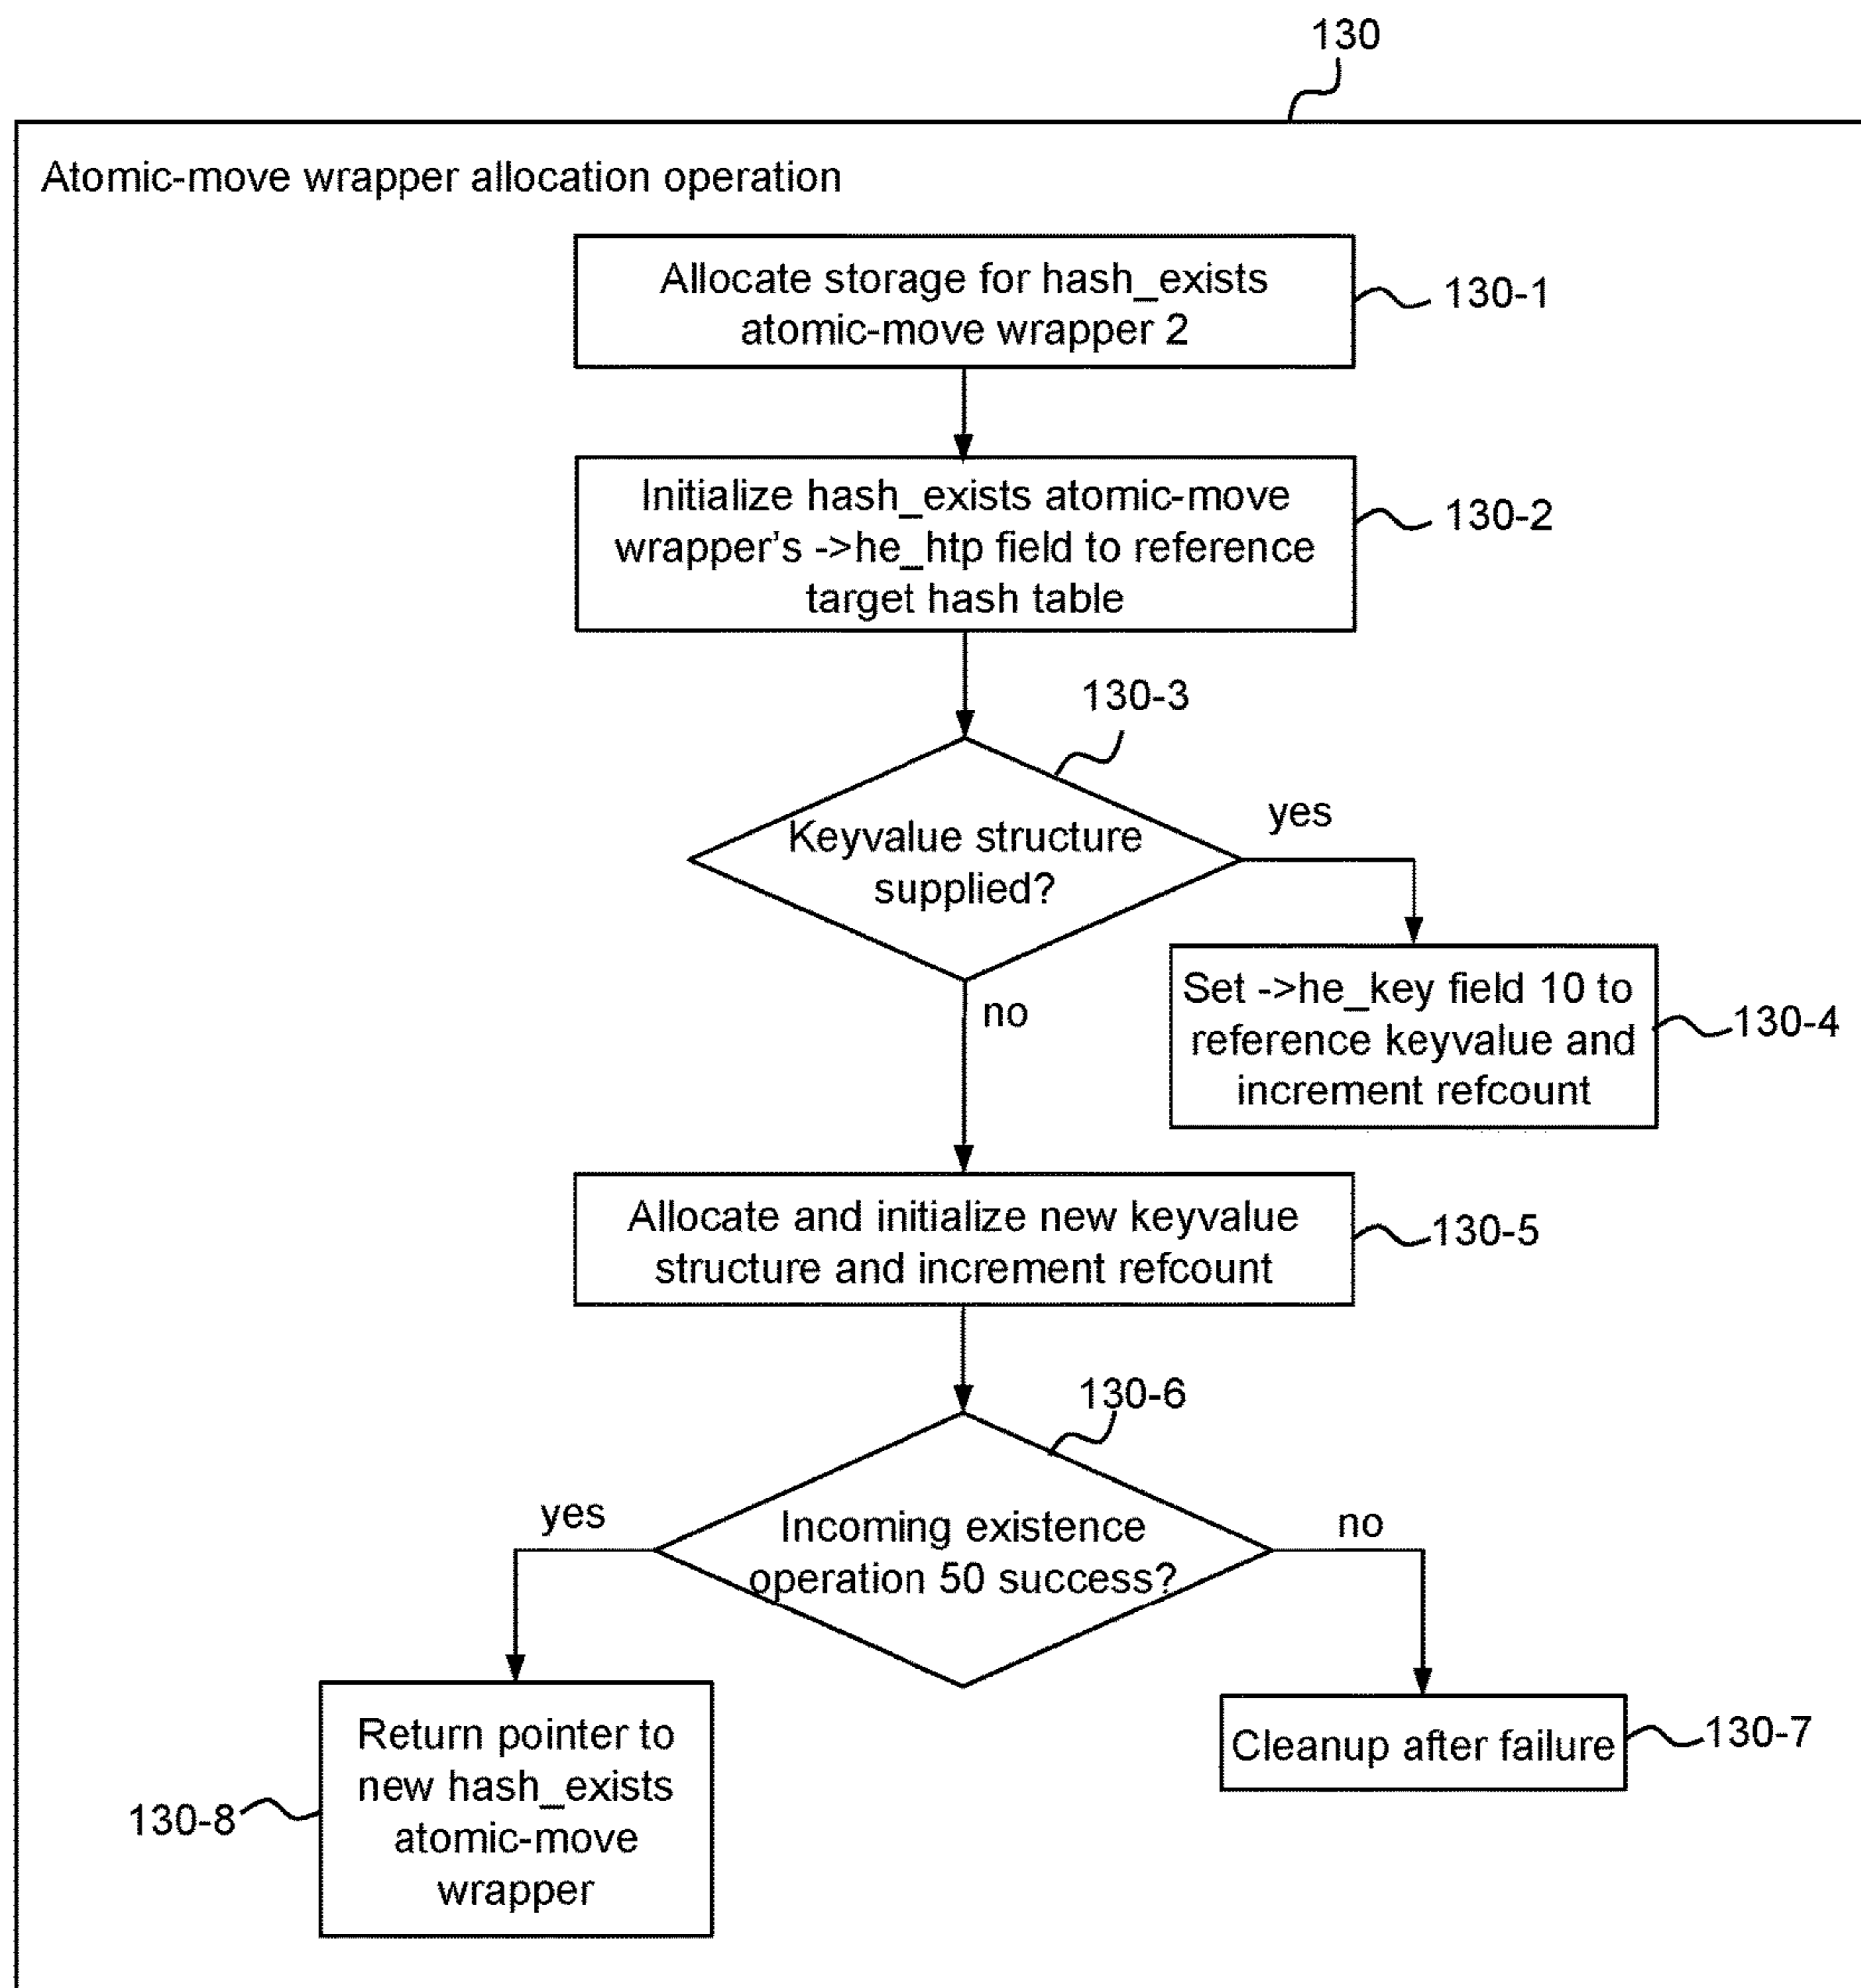 130
Atomic-move wrapper allocation operation
Allocate storage for hash_exists
atomic-move wrapper 2
130-1
Initialize hash_exists atomic-move
wrapper's ->he_htp field to reference
target hash table
130-2
130-3
Keyvalue structure
supplied?
yes
no
Set ->he_key field 10 to
reference keyvalue and
increment refcount
130-4
Allocate and initialize new keyvalue
structure and increment refcount
130-5
130-6
Incoming existence
operation 50 success?
yes
no
Return pointer to
new hash_exists
atomic-move
wrapper
130-8
Cleanup after failure
130-7